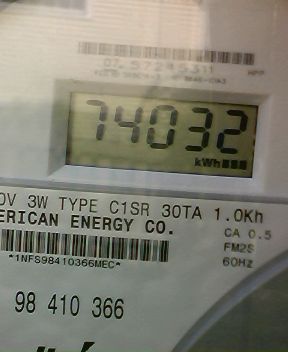 74032
kWh
0V 3W TYPE C1SR 30TA 1.0Kh
ERICAN ENERGY CO.
CA 0.5
FM2S
60Hz
*1NFS98410366MEC*
98 410 366